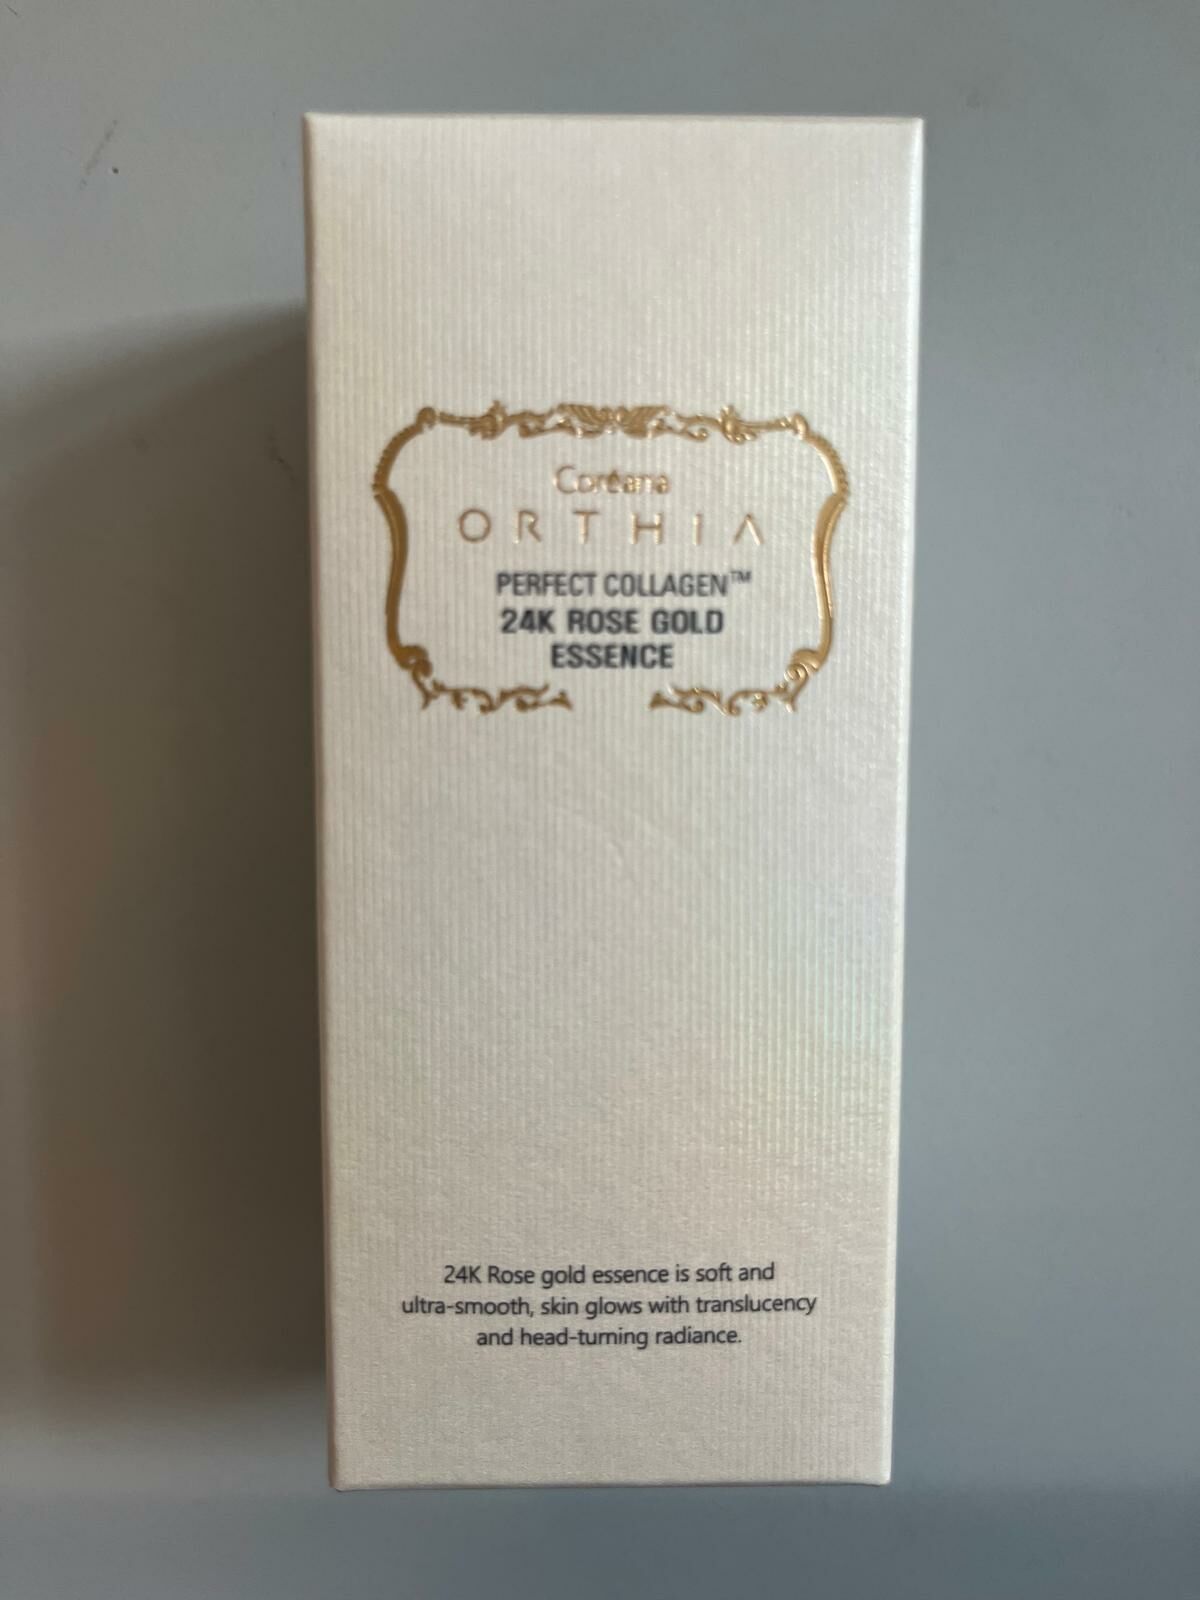 Coréana
ORTHIA
PERFECT COLLAGEN™
24K ROSE GOLD
ESSENCE
24K Rose gold essence is soft and
ultra-smooth, skin glows with translucency
and head-turning radiance.